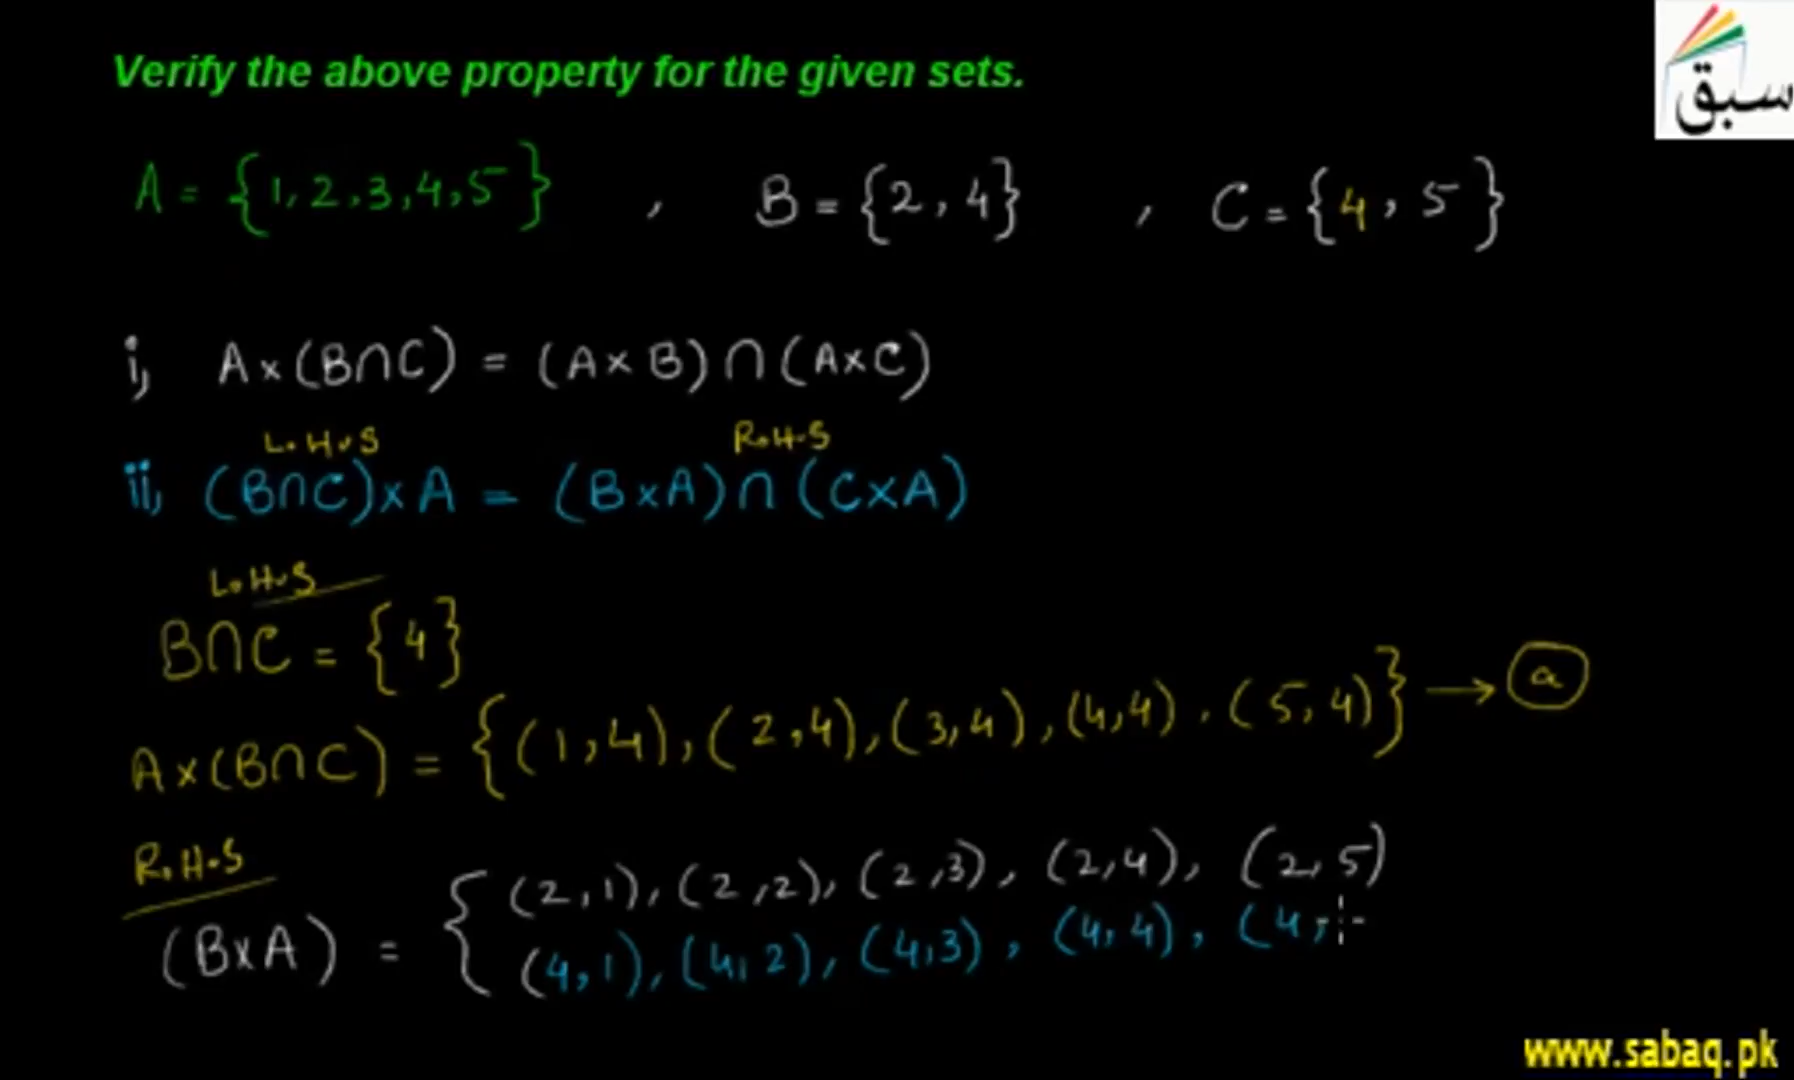 سبق
Verify the above property for the given sets.
A = {1,2,3,4,5} , B = {2,4} , C = {4,5}
i, A×(B∩C) = (A×B)∩(A×C)
L.H.S R.H.S
ii, (B∩C)×A = (B×A)∩(C×A)
L.H.S
B∩C = {4}
A×(B∩C) = {(1,4),(2,4),(3,4),(4,4).(5,4)} → a
R.H.S
(B×A) = { (2,1),(2,2),(2,3),(2,4),(2,5)
(4,1),(4,2),(4,3),(4,4),(4,
www.sabaq.pk